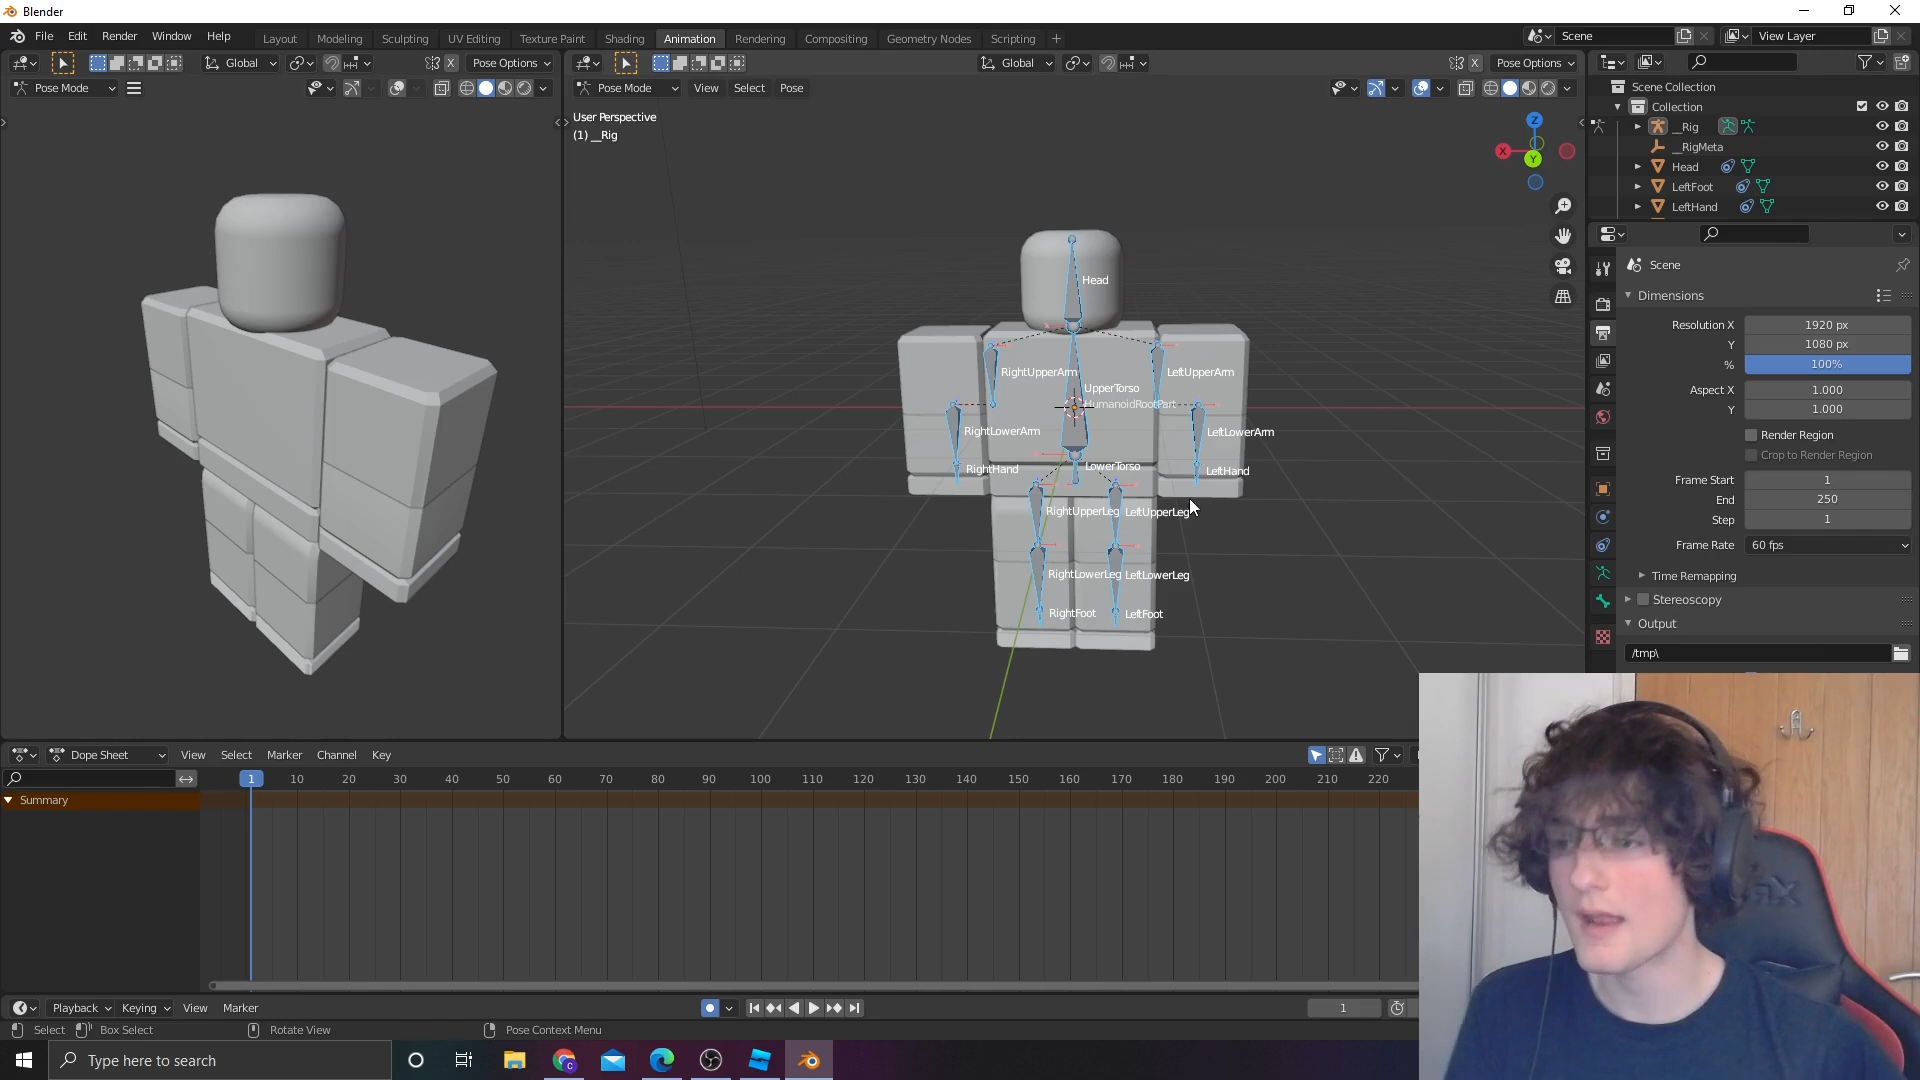 Blender
File Edit Render Window Help
Layout Modeling Sculpting UV Editing Texture Paint Shading Animation Rendering Compositing Geometry Nodes Scripting +
Scene
View Layer
Global
X
Pose Options
Global
X
Pose Options
Pose Mode
Pose Mode View Select Pose
User Perspective
(1) __Rig
Z
X
Y
Scene Collection
Collection
__Rig
__RigMeta
Head
LeftFoot
LeftHand
Scene
Dimensions
Resolution X 1920 px
Y 1080 px
% 100%
Aspect X 1.000
Y 1.000
Render Region
Crop to Render Region
Frame Start 1
End 250
Step 1
Frame Rate 60 fps
Time Remapping
Stereoscopy
Output
/tmp\
Head
RightUpperArm
LeftUpperArm
UpperTorso
HumanoidRootPart
RightLowerArm
LeftLowerArm
RightHand
LowerTorso
LeftHand
RightUpperLeg
LeftUpperLeg
RightLowerLeg
LeftLowerLeg
RightFoot
LeftFoot
Dope Sheet View Select Marker Channel Key
1 10 20 30 40 50 60 70 80 90 100 110 120 130 140 150 160 170 180 190 200 210 220
Summary
Playback Keying View Marker
1
Select Box Select Rotate View Pose Context Menu
Type here to search